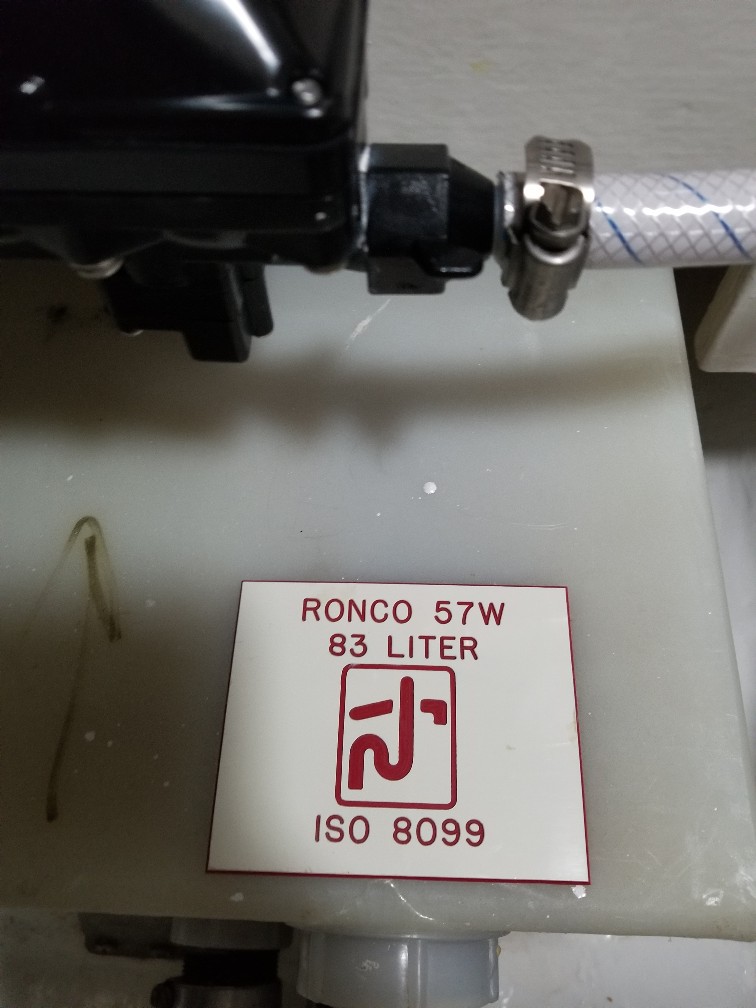 RONCO 57W
83 LITER
ISO 8099